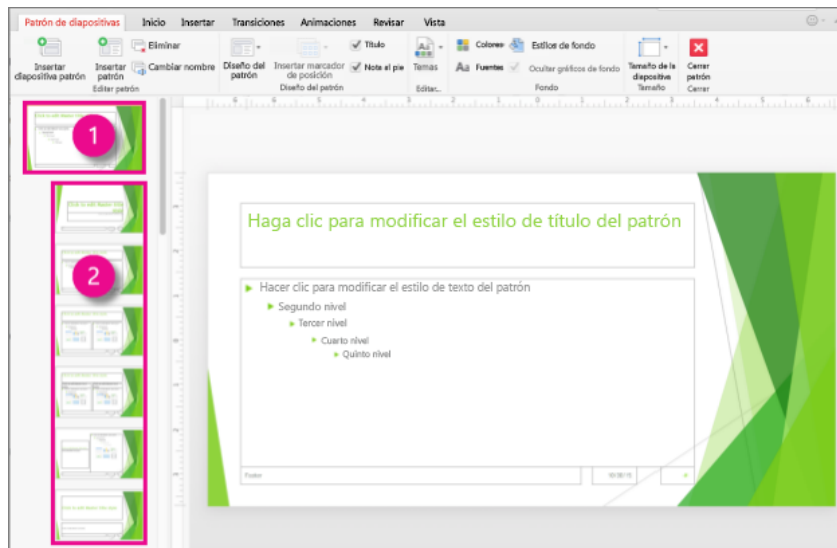 Patrón de diapositivas Inicio Insertar Transiciones Animaciones Revisar Vista
Insertar diapositiva patrón
Insertar patrón
Eliminar
Cambiar nombre
Editar patrón
Diseño del patrón
Insertar marcador de posición
Título
Nota al pie
Diseño del patrón
Temas
Editar...
Colores
Fuentes
Estilos de fondo
Ocultar gráficos de fondo
Fondo
Tamaño de la diapositiva
Tamaño
Cerrar patrón
Cerrar
1
2
Haga clic para modificar el estilo de título del patrón
Hacer clic para modificar el estilo de texto del patrón
Segundo nivel
Tercer nivel
Cuarto nivel
Quinto nivel
Footer